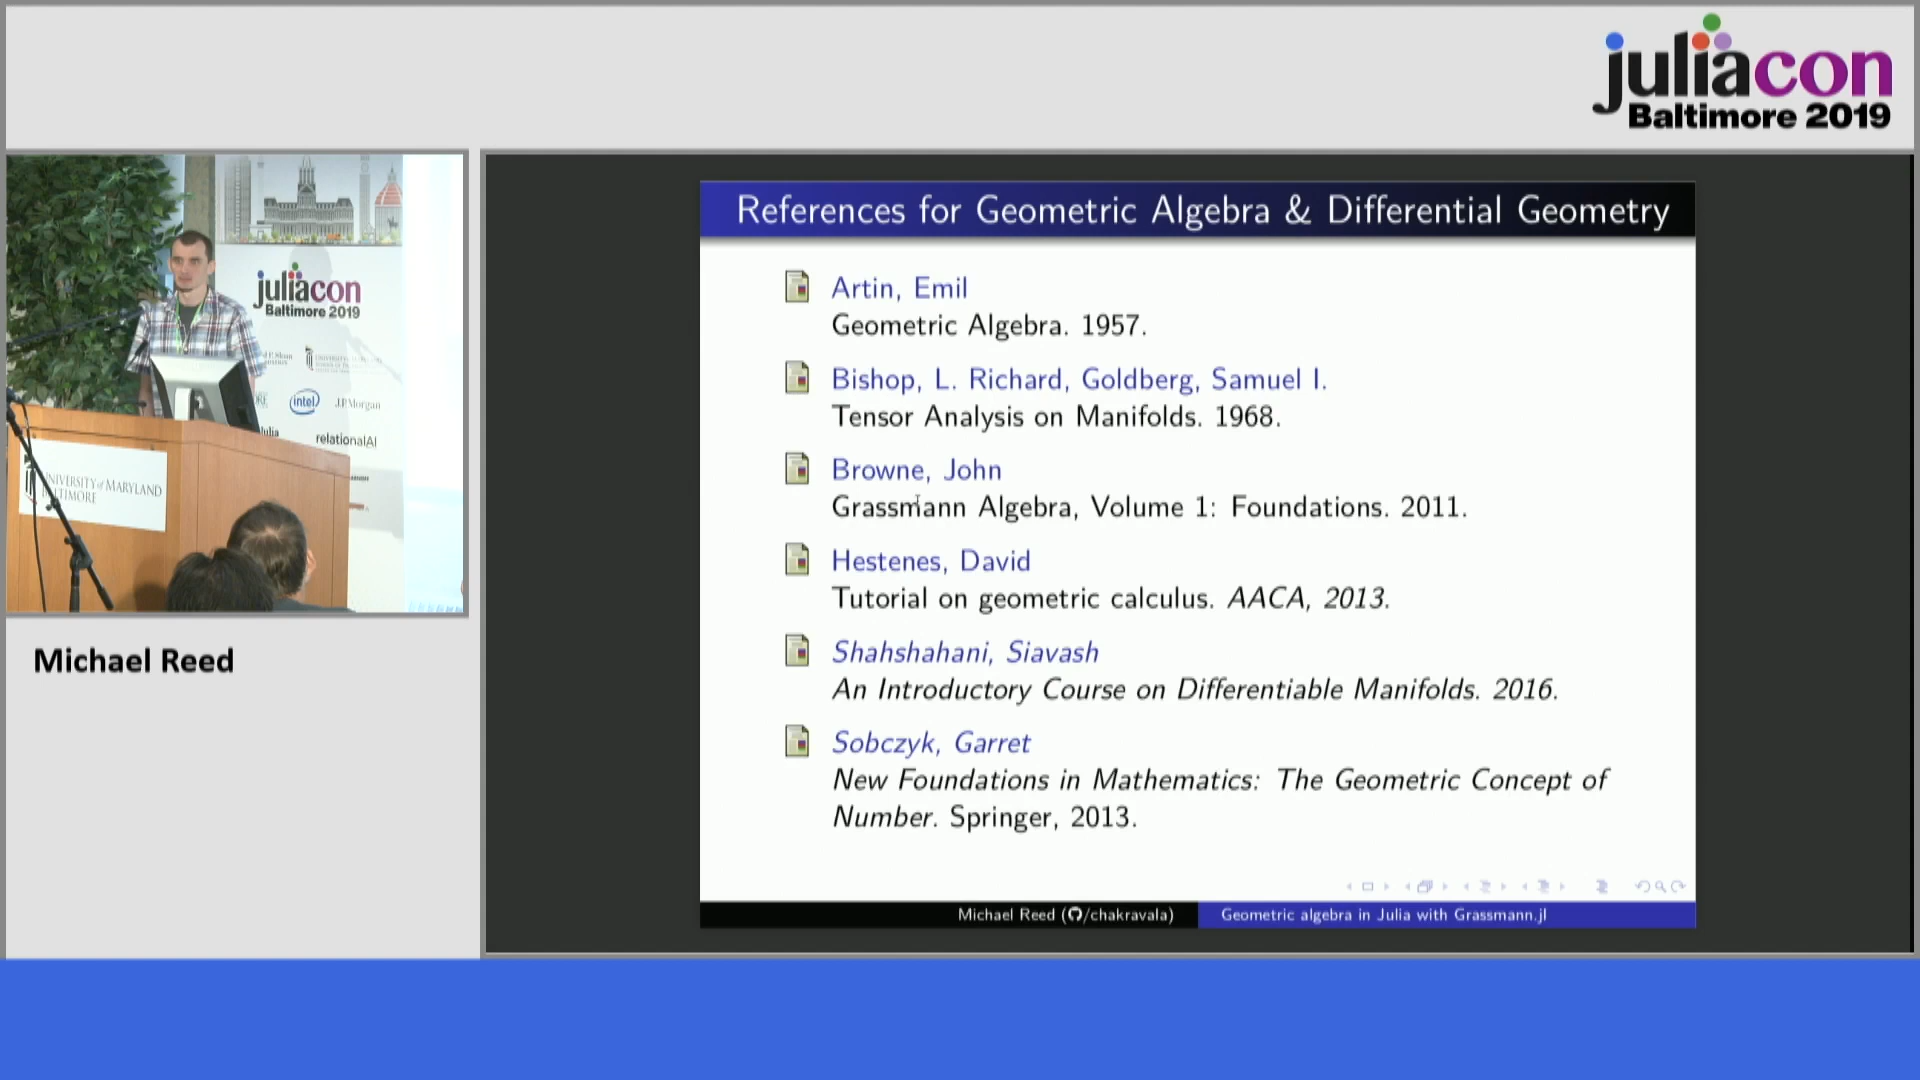 juliacon
Baltimore 2019
juliacon
Baltimore 2019
intel
J.P.Morgan
relationalAI
UNIVERSITY of MARYLAND
BALTIMORE
Michael Reed
References for Geometric Algebra & Differential Geometry
Artin, Emil
Geometric Algebra. 1957.
Bishop, L. Richard, Goldberg, Samuel I.
Tensor Analysis on Manifolds. 1968.
Browne, John
Grassmann Algebra, Volume 1: Foundations. 2011.
Hestenes, David
Tutorial on geometric calculus. AACA, 2013.
Shahshahani, Siavash
An Introductory Course on Differentiable Manifolds. 2016.
Sobczyk, Garret
New Foundations in Mathematics: The Geometric Concept of
Number. Springer, 2013.
Michael Reed (/chakravala)
Geometric algebra in Julia with Grassmann.jl